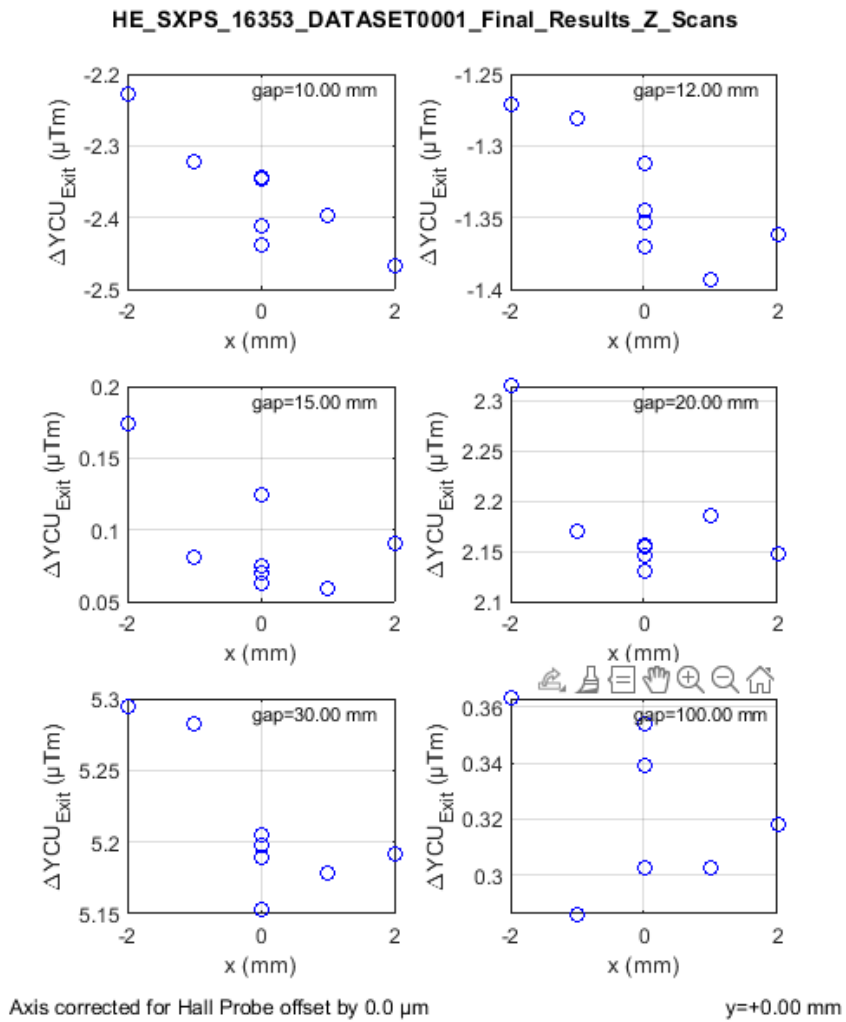 HE_SXPS_16353_DATASET0001_Final_Results_Z_Scans
-2.2
-2.3
-2.4
-2.5
ΔYCU_Exit (μTm)
gap=10.00 mm
-2 0 2
x (mm)
-1.25
-1.3
-1.35
-1.4
ΔYCU_Exit (μTm)
gap=12.00 mm
-2 0 2
x (mm)
0.2
0.15
0.1
0.05
ΔYCU_Exit (μTm)
gap=15.00 mm
-2 0 2
x (mm)
2.3
2.25
2.2
2.15
2.1
ΔYCU_Exit (μTm)
gap=20.00 mm
-2 0 2
x (mm)
5.3
5.25
5.2
5.15
ΔYCU_Exit (μTm)
gap=30.00 mm
-2 0 2
x (mm)
0.36
0.34
0.32
0.3
ΔYCU_Exit (μTm)
gap=100.00 mm
-2 0 2
x (mm)
Axis corrected for Hall Probe offset by 0.0 μm
y=+0.00 mm